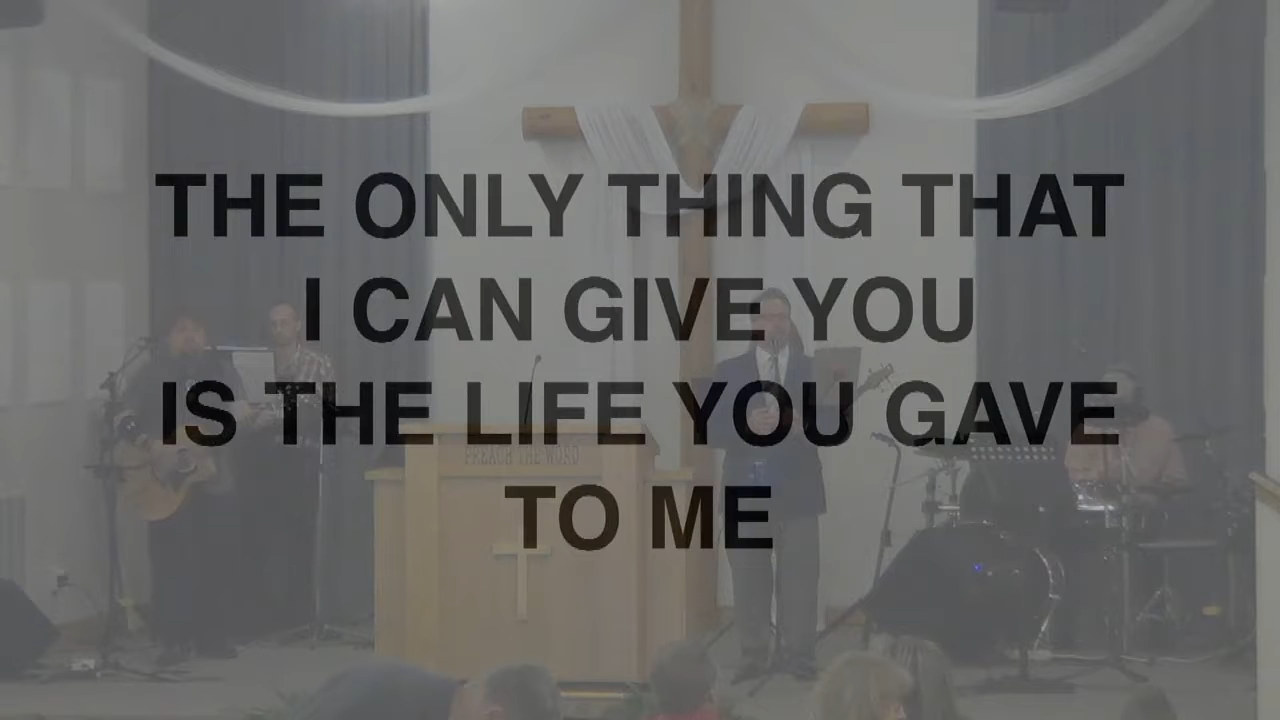 THE ONLY THING THAT
I CAN GIVE YOU
IS THE LIFE YOU GAVE
TO ME
PREACH THE WORD